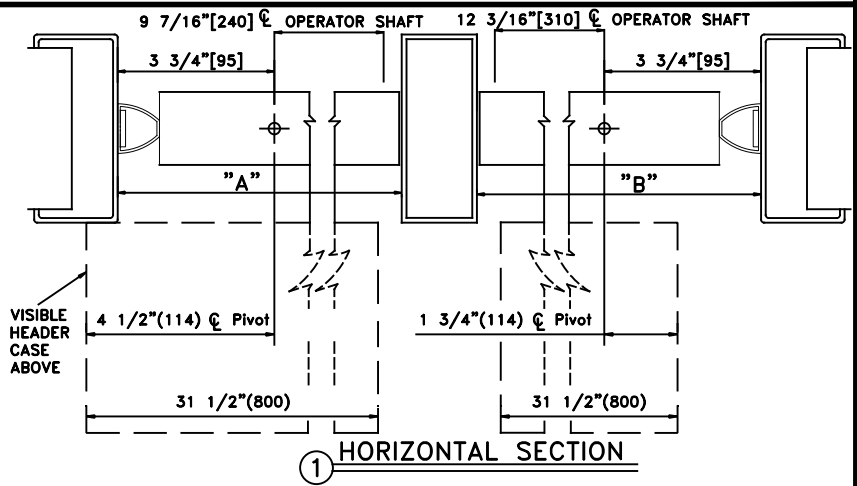 9 7/16"[240] ℄ OPERATOR SHAFT
12 3/16"[310] ℄ OPERATOR SHAFT
3 3/4"[95]
3 3/4"[95]
"A"
"B"
VISIBLE
HEADER
CASE
ABOVE
4 1/2"(114) ℄ Pivot
1 3/4"(114) ℄ Pivot
31 1/2"(800)
31 1/2"(800)
1 HORIZONTAL SECTION